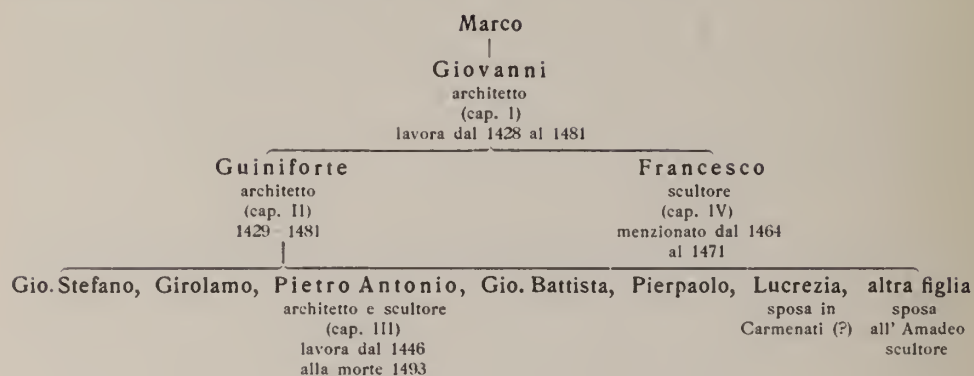 Marco
Giovanni
architetto
(cap. I)
lavora dal 1428 al 1481
Guiniforte
architetto
(cap. II)
1429 - 1481
Francesco
scultore
(cap. IV)
menzionato dal 1464
al 1471
Gio. Stefano, Girolamo, Pietro Antonio, Gio. Battista, Pierpaolo, Lucrezia, altra figlia
architetto e scultore
(cap. III)
lavora dal 1446
alla morte 1493
sposa in
Carmenati (?)
sposa
all' Amadeo
scultore